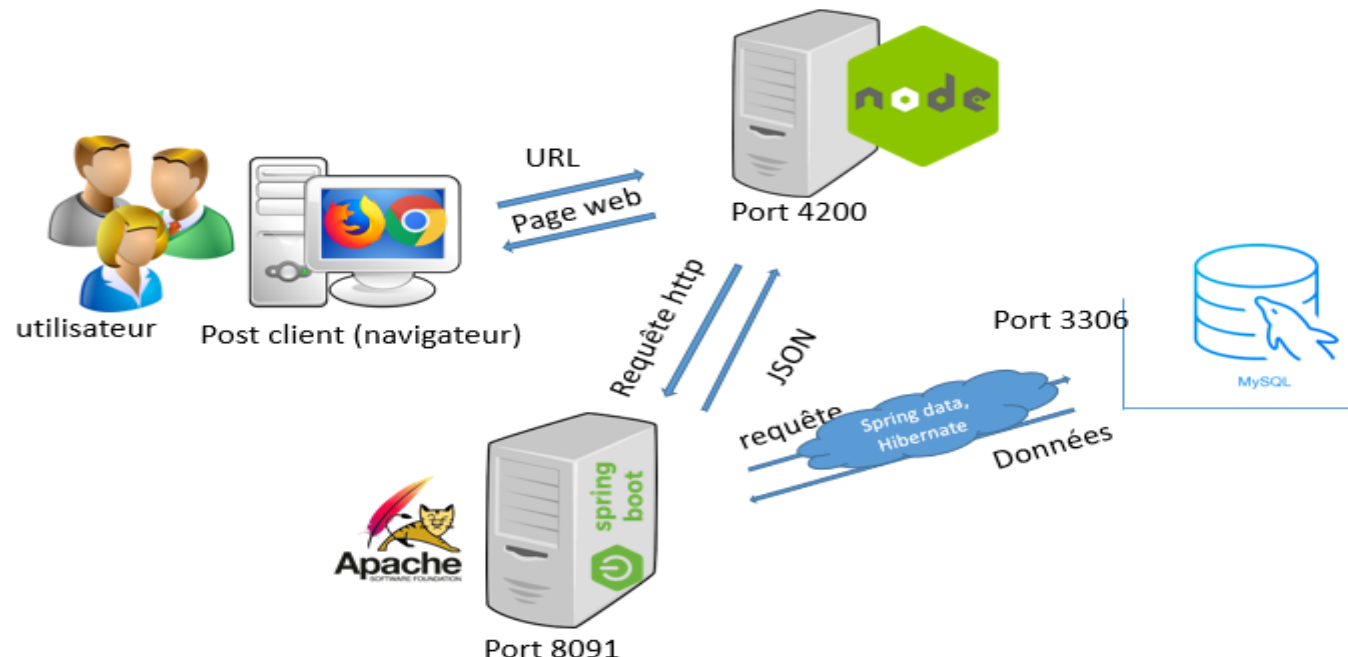 node
Port 4200
URL
Page web
utilisateur
Post client (navigateur)
Requête http
JSON
Port 3306
MySQL
requête
Spring data,
Hibernate
Données
spring
boot
Apache
SOFTWARE FOUNDATION
Port 8091